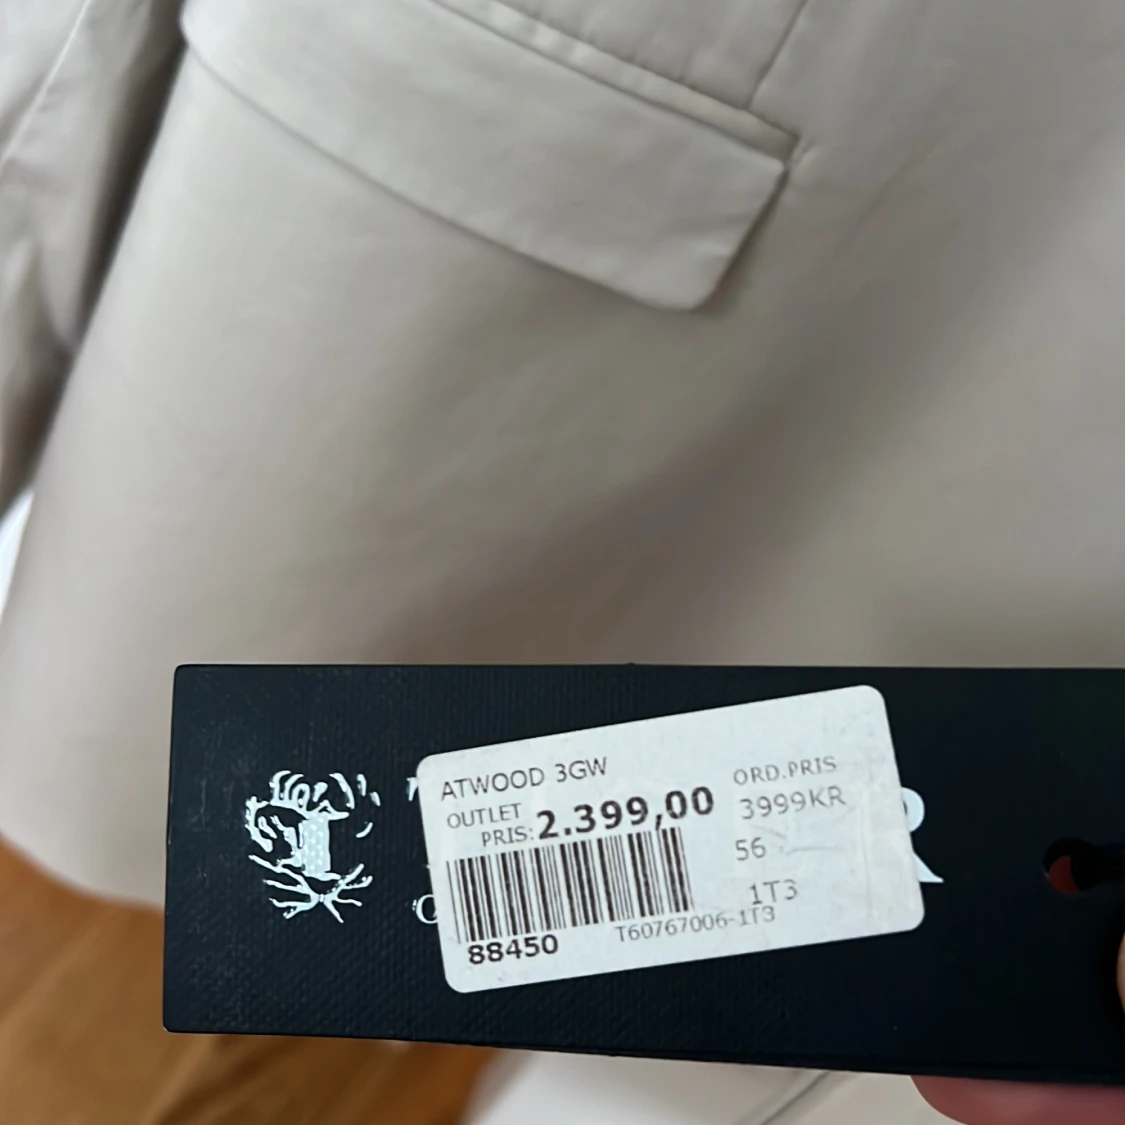 ATWOOD 3GW
OUTLET
PRIS: 2.399,00
ORD.PRIS
3999KR
56
1T3
88450
T60767006-1T3